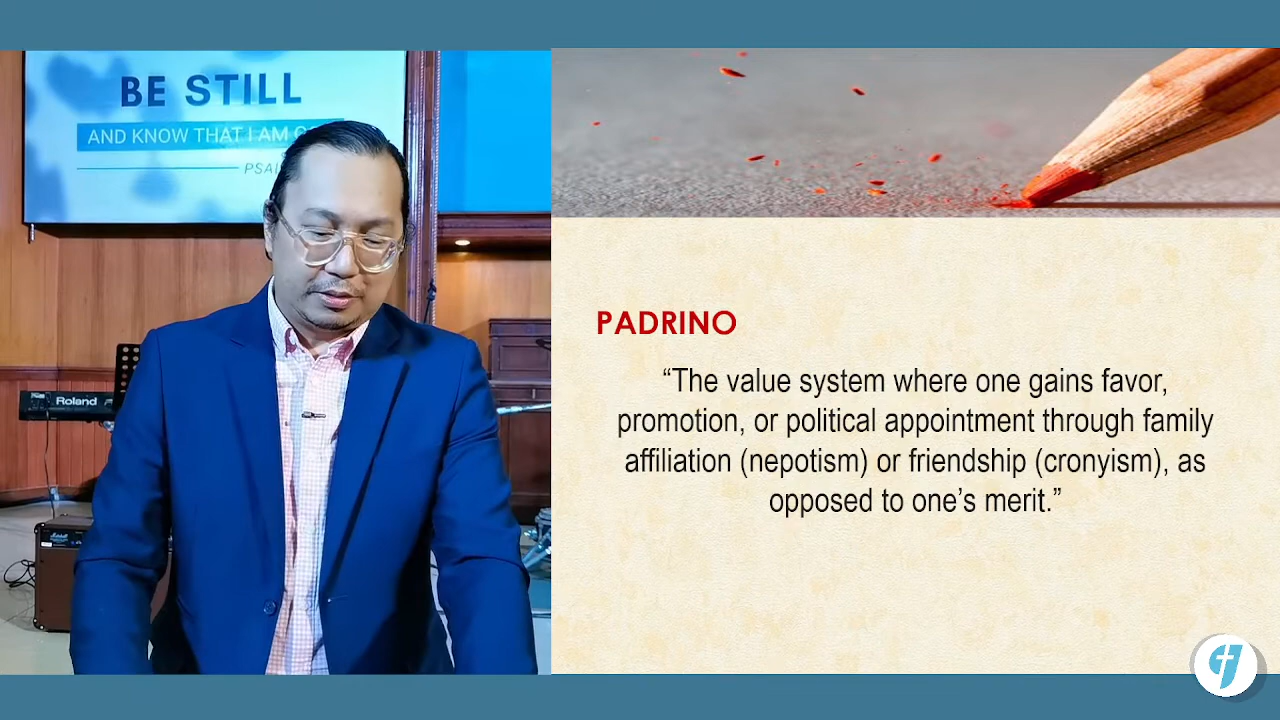 BE STILL
AND KNOW THAT I AM
Roland
Marshall
PADRINO
“The value system where one gains favor,
promotion, or political appointment through family
affiliation (nepotism) or friendship (cronyism), as
opposed to one’s merit.”